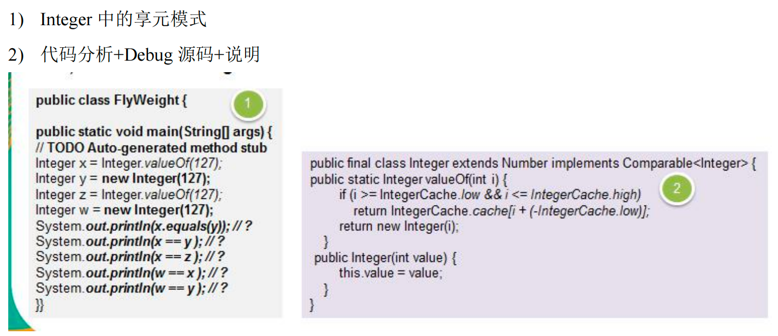 1) Integer 中的享元模式
2) 代码分析+Debug 源码+说明
1
public class FlyWeight {
public static void main(String[] args) {
// TODO Auto-generated method stub
Integer x = Integer.valueOf(127);
Integer y = new Integer(127);
Integer z = Integer.valueOf(127);
Integer w = new Integer(127);
System.out.println(x.equals(y)); // ?
System.out.println(x == y ); // ?
System.out.println(x == z ); // ?
System.out.println(w == x ); // ?
System.out.println(w == y ); // ?
}}
2
public final class Integer extends Number implements Comparable<Integer> {
public static Integer valueOf(int i) {
if (i >= IntegerCache.low && i <= IntegerCache.high)
return IntegerCache.cache[i + (-IntegerCache.low)];
return new Integer(i);
}
public Integer(int value) {
this.value = value;
}
}